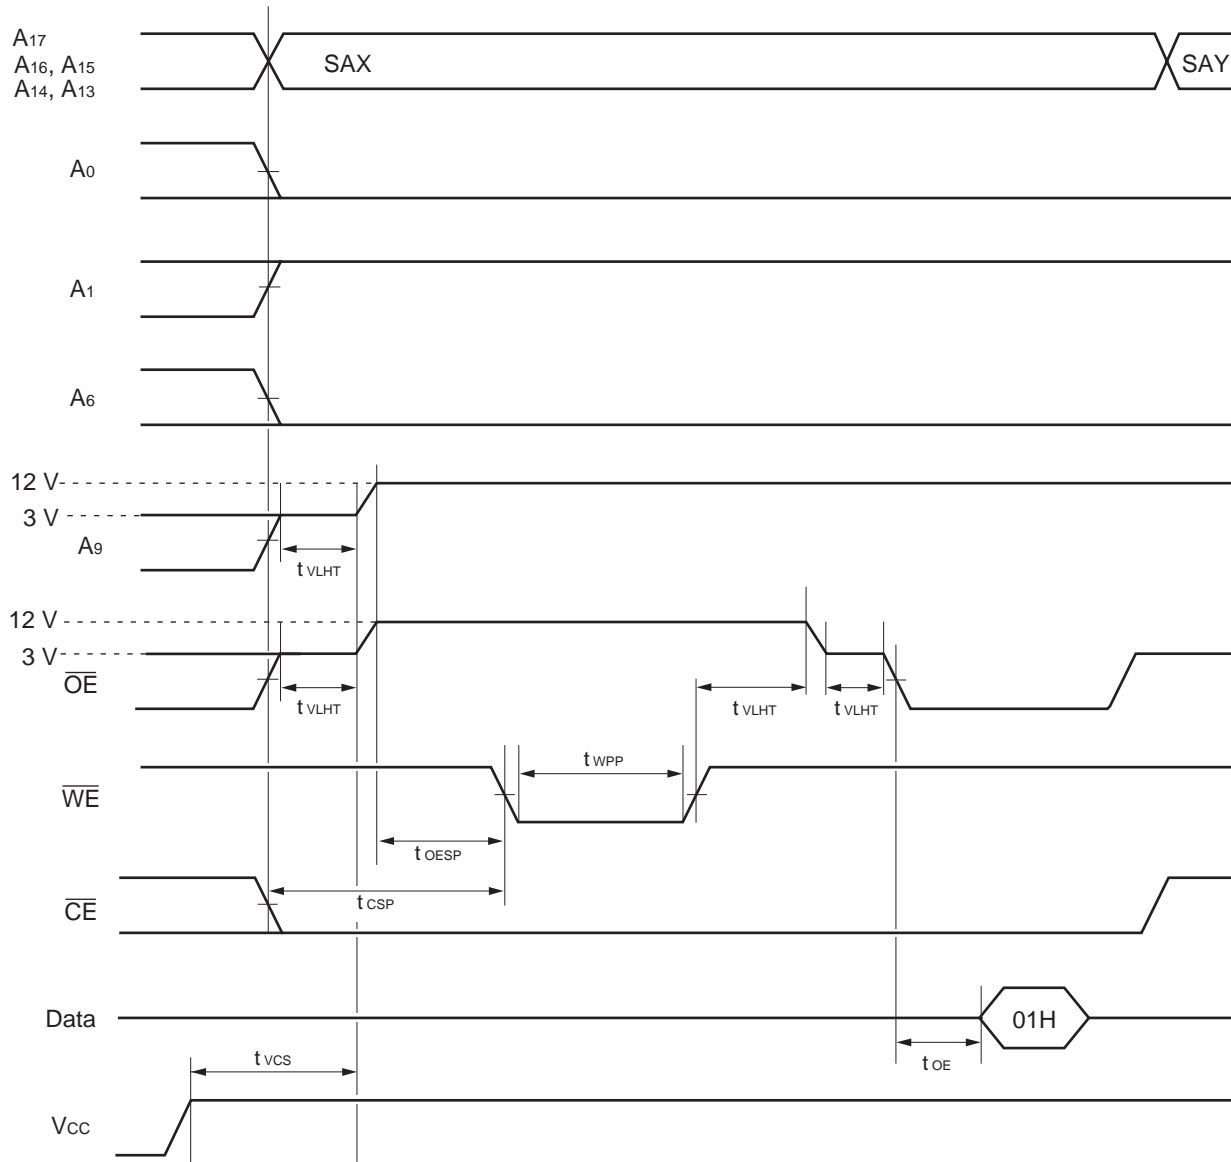 A17
A16, A15
A14, A13
SAX
SAY
A0
A1
A6
12 V
3 V
A9
t VLHT
12 V
3 V
OE
t VLHT
t VLHT
t VLHT
t WPP
WE
t OESP
t CSP
CE
Data
01H
t OE
t VCS
VCC